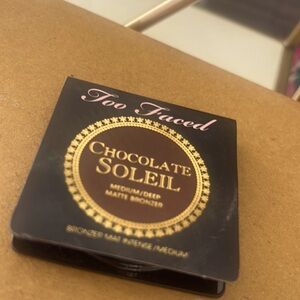 Too Faced
CHOCOLATE
SOLEIL
MEDIUM/DEEP
MATTE BRONZER
BRONZER MAT INTENSE/MEDIUM